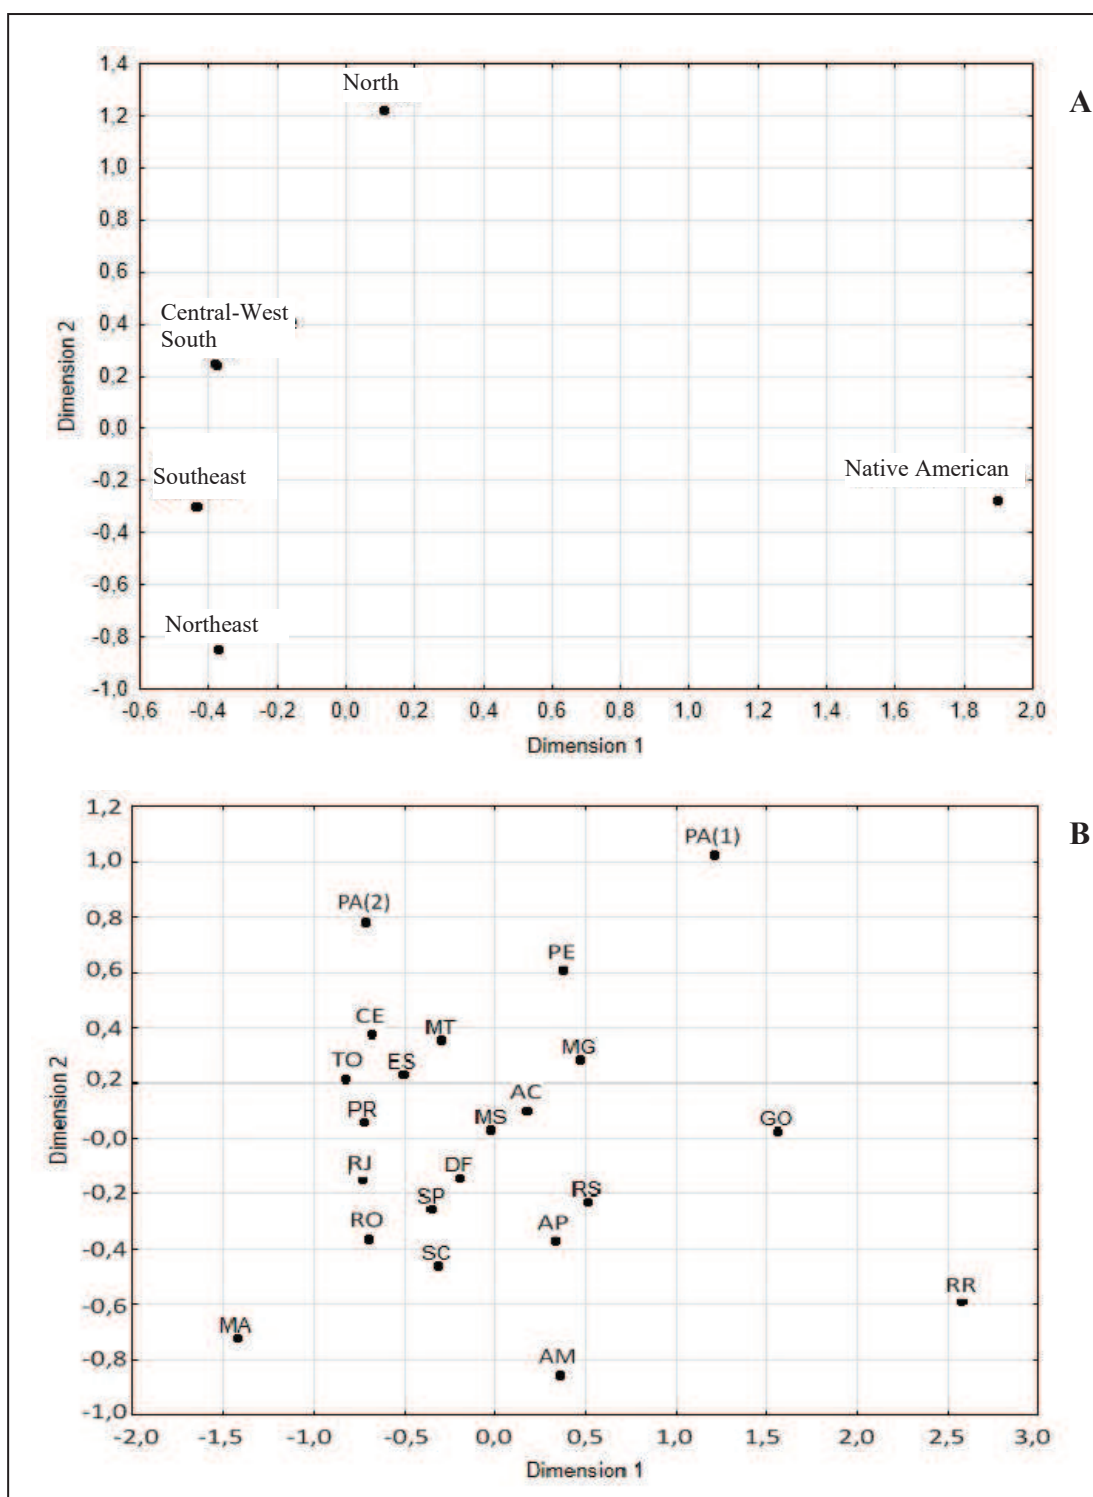 A
1,4
North
1,2
1,0
0,8
0,6
Central-West
0,4
South
0,2
0,0
Southeast
-0,2
Native American
-0,4
-0,6
Northeast
-0,8
-1,0
-0,6 -0,4 -0,2 0,0 0,2 0,4 0,6 0,8 1,0 1,2 1,4 1,6 1,8 2,0
Dimension 2
Dimension 1
B
1,2
PA(1)
1,0
PA(2)
0,8
PE
0,6
CE
MT
0,4
MG
TO
ES
0,2
AC
PR
MS
GO
-0,0
RJ
DF
RS
-0,2
SP
RO
AP
SC
-0,4
RR
-0,6
MA
AM
-0,8
-1,0
-2,0 -1,5 -1,0 -0,5 0,0 0,5 1,0 1,5 2,0 2,5 3,0
Dimension 2
Dimension 1